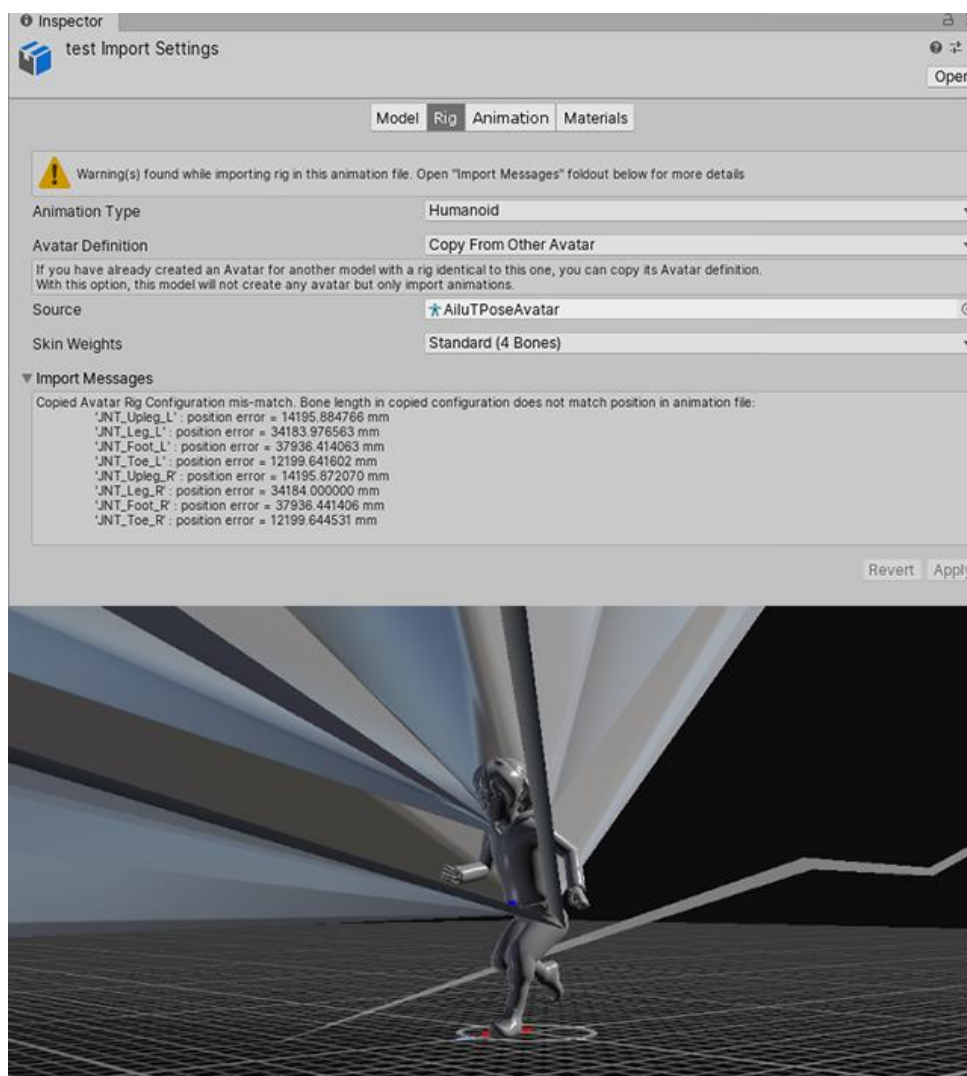 Inspector
test Import Settings
Open
Model Rig Animation Materials
Warning(s) found while importing rig in this animation file. Open "Import Messages" foldout below for more details
Animation Type Humanoid
Avatar Definition Copy From Other Avatar
If you have already created an Avatar for another model with a rig identical to this one, you can copy its Avatar definition.
With this option, this model will not create any avatar but only import animations.
Source AiluTPoseAvatar
Skin Weights Standard (4 Bones)
Import Messages
Copied Avatar Rig Configuration mis-match. Bone length in copied configuration does not match position in animation file:
'JNT_Upleg_L' : position error = 14195.884766 mm
'JNT_Leg_L' : position error = 34183.976563 mm
'JNT_Foot_L' : position error = 37936.414063 mm
'JNT_Toe_L' : position error = 12199.641602 mm
'JNT_Upleg_R' : position error = 14195.872070 mm
'JNT_Leg_R' : position error = 34184.000000 mm
'JNT_Foot_R' : position error = 37936.441406 mm
'JNT_Toe_R' : position error = 12199.644531 mm
Revert Apply